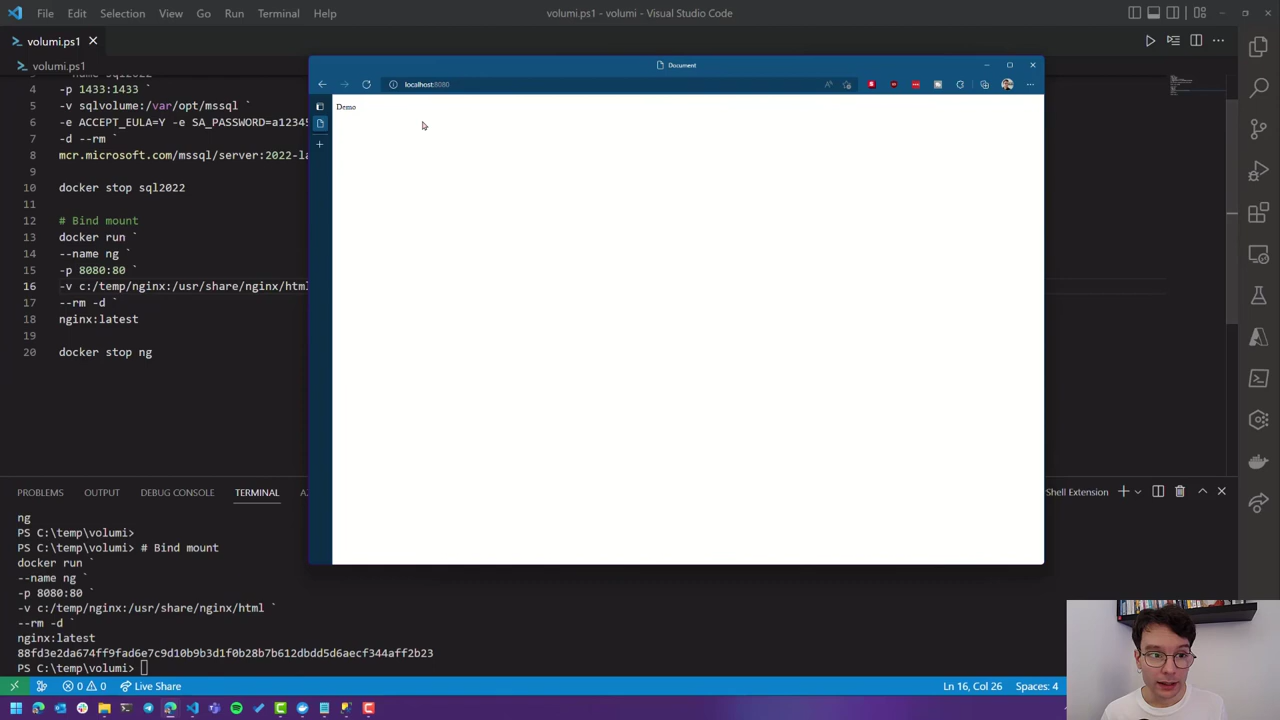 File Edit Selection View Go Run Terminal Help
volumi.ps1 - volumi - Visual Studio Code
volumi.ps1
volumi.ps1
Document
localhost:8080
Demo
4 -p 1433:1433 `
5 -v sqlvolume:/var/opt/mssql `
6 -e ACCEPT_EULA=Y -e SA_PASSWORD=a12345
7 -d --rm `
8 mcr.microsoft.com/mssql/server:2022-la
9
10 docker stop sql2022
11
12 # Bind mount
13 docker run `
14 --name ng `
15 -p 8080:80 `
16 -v c:/temp/nginx:/usr/share/nginx/html
17 --rm -d `
18 nginx:latest
19
20 docker stop ng
PROBLEMS OUTPUT DEBUG CONSOLE TERMINAL
Shell Extension
ng
PS C:\temp\volumi>
PS C:\temp\volumi> # Bind mount
docker run `
--name ng `
-p 8080:80 `
-v c:/temp/nginx:/usr/share/nginx/html `
--rm -d `
nginx:latest
88fd3e2da674ff9fad6e7c9d10b9b3d1f0b28b7b612dbdd5d6aecf344aff2b23
PS C:\temp\volumi>
0 0 Live Share
Ln 16, Col 26 Spaces: 4